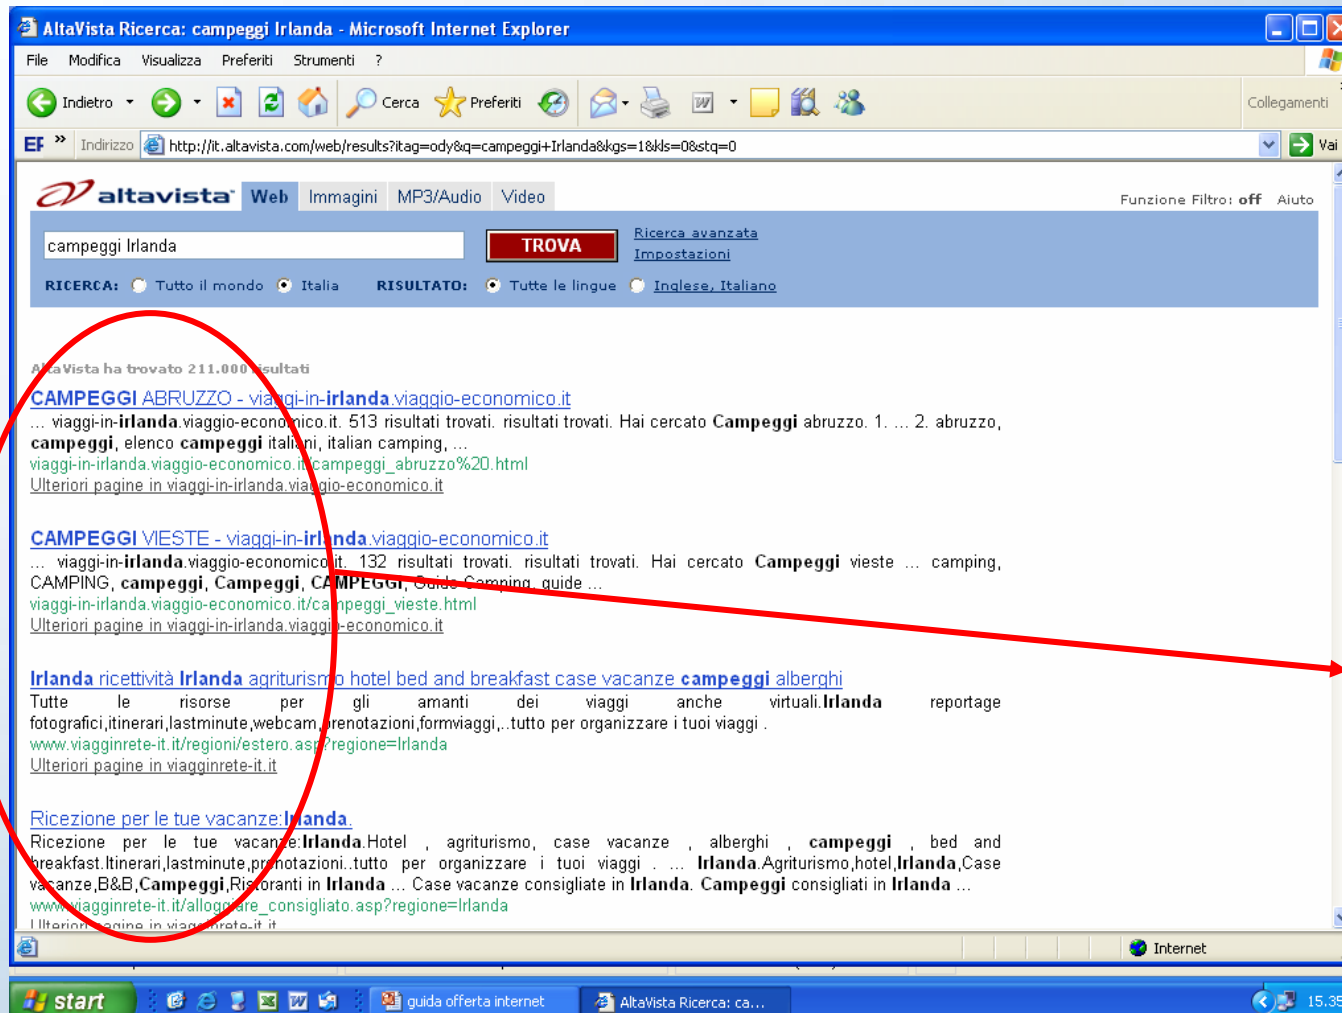 AltaVista Ricerca: campeggi Irlanda - Microsoft Internet Explorer
File Modifica Visualizza Preferiti Strumenti ?
Indietro Cerca Preferiti Collegamenti
Indirizzo http://it.altavista.com/web/results?itag=ody&q=campeggi+Irlanda&kgs=1&kls=0&stq=0 Vai
altavista Web Immagini MP3/Audio Video Funzione Filtro: off Aiuto
campeggi Irlanda TROVA Ricerca avanzata
Impostazioni
RICERCA: Tutto il mondo Italia RISULTATO: Tutte le lingue Inglese, Italiano
AltaVista ha trovato 211.000 risultati
CAMPEGGI ABRUZZO - viaggi-in-irlanda.viaggio-economico.it
... viaggi-in-irlanda.viaggio-economico.it. 513 risultati trovati. risultati trovati. Hai cercato Campeggi abruzzo. 1. ... 2. abruzzo,
campeggi, elenco campeggi italiani, italian camping, ...
viaggi-in-irlanda.viaggio-economico.it/campeggi_abruzzo%20.html
Ulteriori pagine in viaggi-in-irlanda.viaggio-economico.it
CAMPEGGI VIESTE - viaggi-in-irlanda.viaggio-economico.it
... viaggi-in-irlanda.viaggio-economico.it. 132 risultati trovati. risultati trovati. Hai cercato Campeggi vieste ... camping,
CAMPING, campeggi, Campeggi, CAMPEGGI, Guide Camping, guide ...
viaggi-in-irlanda.viaggio-economico.it/campeggi_vieste.html
Ulteriori pagine in viaggi-in-irlanda.viaggio-economico.it
Irlanda ricettività Irlanda agriturismo hotel bed and breakfast case vacanze campeggi alberghi
Tutte le risorse per gli amanti dei viaggi anche virtuali.Irlanda reportage
fotografici,itinerari,lastminute,webcam,prenotazioni,formviaggi,..tutto per organizzare i tuoi viaggi .
www.viagginrete-it.it/regioni/estero.asp?regione=Irlanda
Ulteriori pagine in viagginrete-it.it
Ricezione per le tue vacanze:Irlanda.
Ricezione per le tue vacanze:Irlanda.Hotel , agriturismo, case vacanze , alberghi , campeggi , bed and
breakfast.Itinerari,lastminute,prenotazioni..tutto per organizzare i tuoi viaggi . ... Irlanda.Agriturismo,hotel,Irlanda,Case
vacanze,B&B,Campeggi,Ristoranti in Irlanda ... Case vacanze consigliate in Irlanda. Campeggi consigliati in Irlanda ...
www.viagginrete-it.it/alloggiare_consigliato.asp?regione=Irlanda
Ulteriori pagine in viagginrete-it.it
Internet
start guida offerta internet AltaVista Ricerca: ca... 15.35